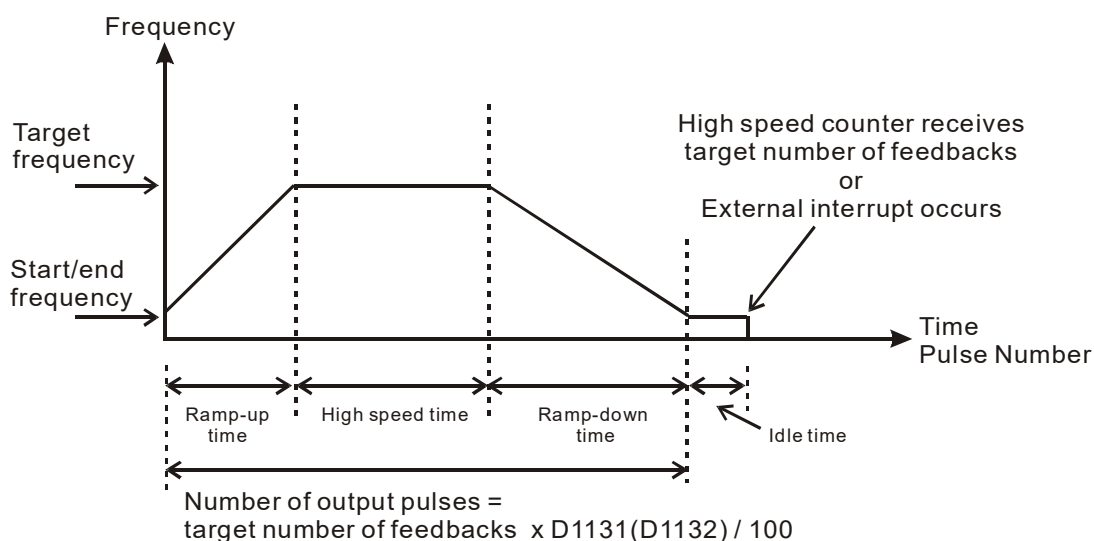 Frequency
Target
frequency
High speed counter receives
target number of feedbacks
or
External interrupt occurs
Start/end
frequency
Time
Pulse Number
Ramp-up
time
High speed time
Ramp-down
time
Idle time
Number of output pulses =
target number of feedbacks x D1131(D1132) / 100